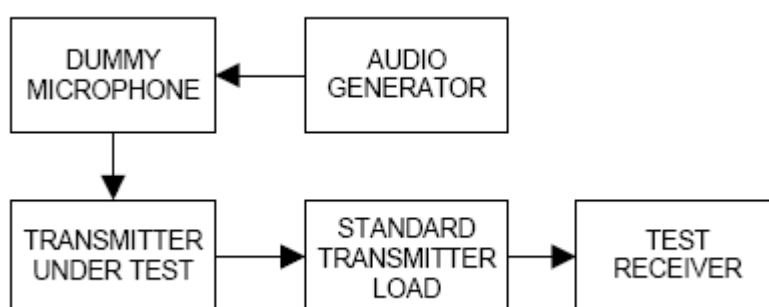 DUMMY
MICROPHONE
AUDIO
GENERATOR
TRANSMITTER
UNDER TEST
STANDARD
TRANSMITTER
LOAD
TEST
RECEIVER